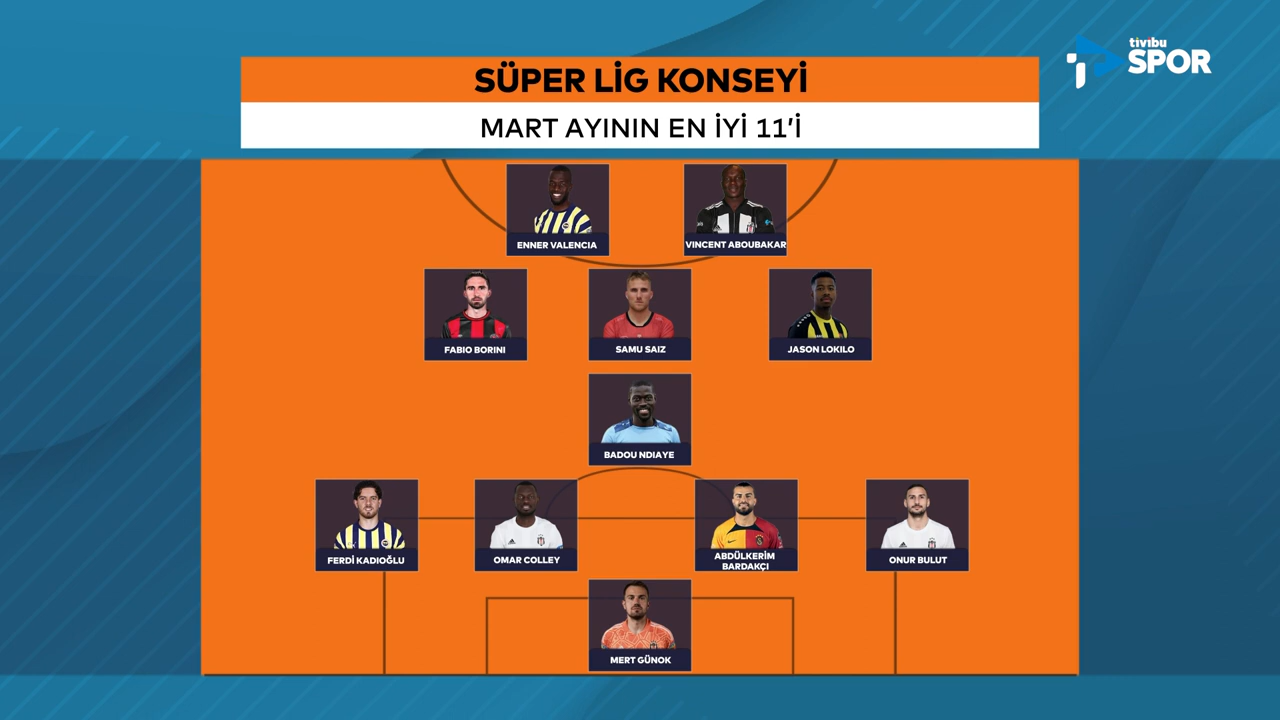 tivibu
SPOR
SÜPER LİG KONSEYİ
MART AYININ EN İYİ 11'İ
ENNER VALENCIA
VINCENT ABOUBAKAR
FABIO BORINI
SAMU SAIZ
JASON LOKILO
BADOU NDIAYE
FERDİ KADIOĞLU
OMAR COLLEY
ABDÜLKERİM
BARDAKÇI
ONUR BULUT
MERT GÜNOK